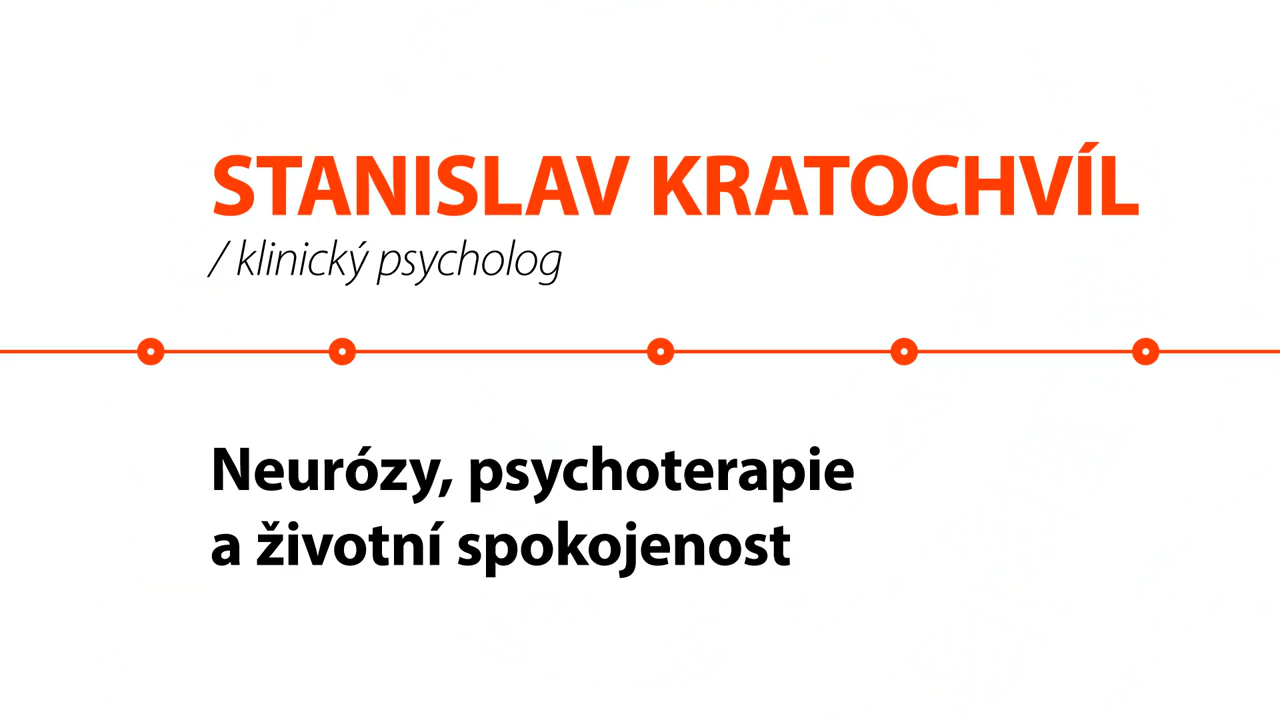 STANISLAV KRATOCHVÍL
/ klinický psycholog
Neurózy, psychoterapie
a životní spokojenost